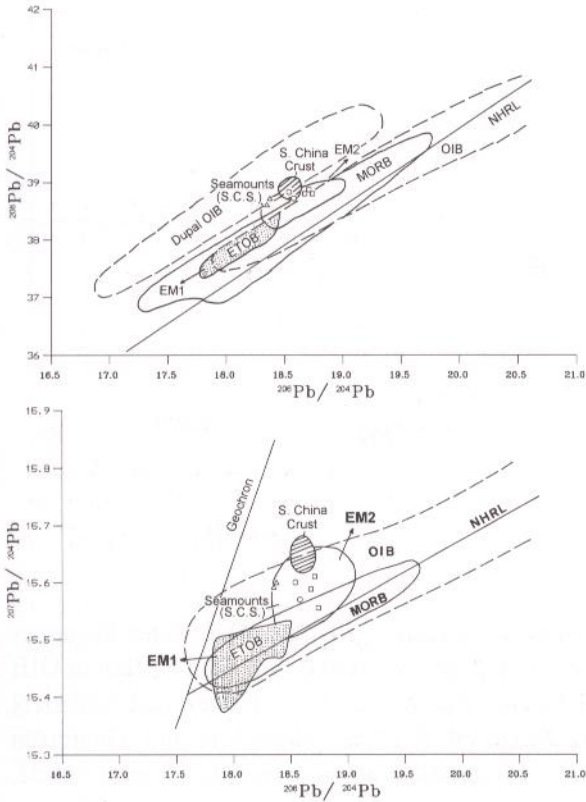 42
41
40
39
38
37
36
208Pb/ 204Pb
Dupal OIB
Seamounts
(S.C.S.)
S. China
Crust
EM2
MORB
OIB
NHRL
ETOB
EM1
16.5 17.0 17.5 18.0 18.5 19.0 19.5 20.0 20.5 21.0
206Pb/ 204Pb
15.9
15.8
15.7
15.6
15.5
15.4
15.3
207Pb/ 204Pb
Geochron
S. China
Crust
EM2
OIB
NHRL
MORB
Seamounts
(S.C.S.)
ETOB
EM1
16.5 17.0 17.5 18.0 18.5 19.0 19.5 20.0 20.5 21.0
206Pb/ 204Pb